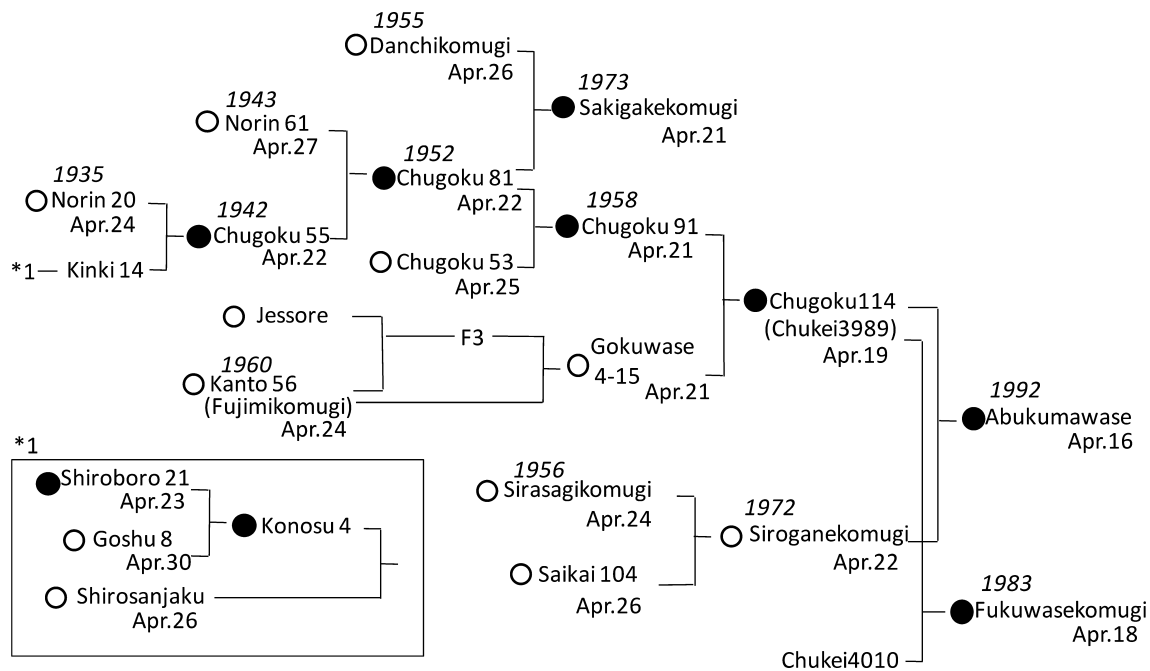 1955
Danchikomugi
Apr.26
1973
Sakigakekomugi
Apr.21
1943
Norin 61
Apr.27
1952
Chugoku 81
Apr.22
1935
Norin 20
Apr.24
1942
Chugoku 55
Apr.22
*1
Kinki 14
1958
Chugoku 91
Apr.21
Chugoku 53
Apr.25
Jessore
F3
1960
Kanto 56
(Fujimikomugi)
Apr.24
Gokuwase
4-15
Apr.21
Chugoku114
(Chukei3989)
Apr.19
1992
Abukumawase
Apr.16
*1
Shiroboro 21
Apr.23
Goshu 8
Apr.30
Konosu 4
Shirosanjaku
Apr.26
1956
Sirasagikomugi
Apr.24
Saikai 104
Apr.26
1972
Siroganekomugi
Apr.22
1983
Fukuwasekomugi
Apr.18
Chukei4010